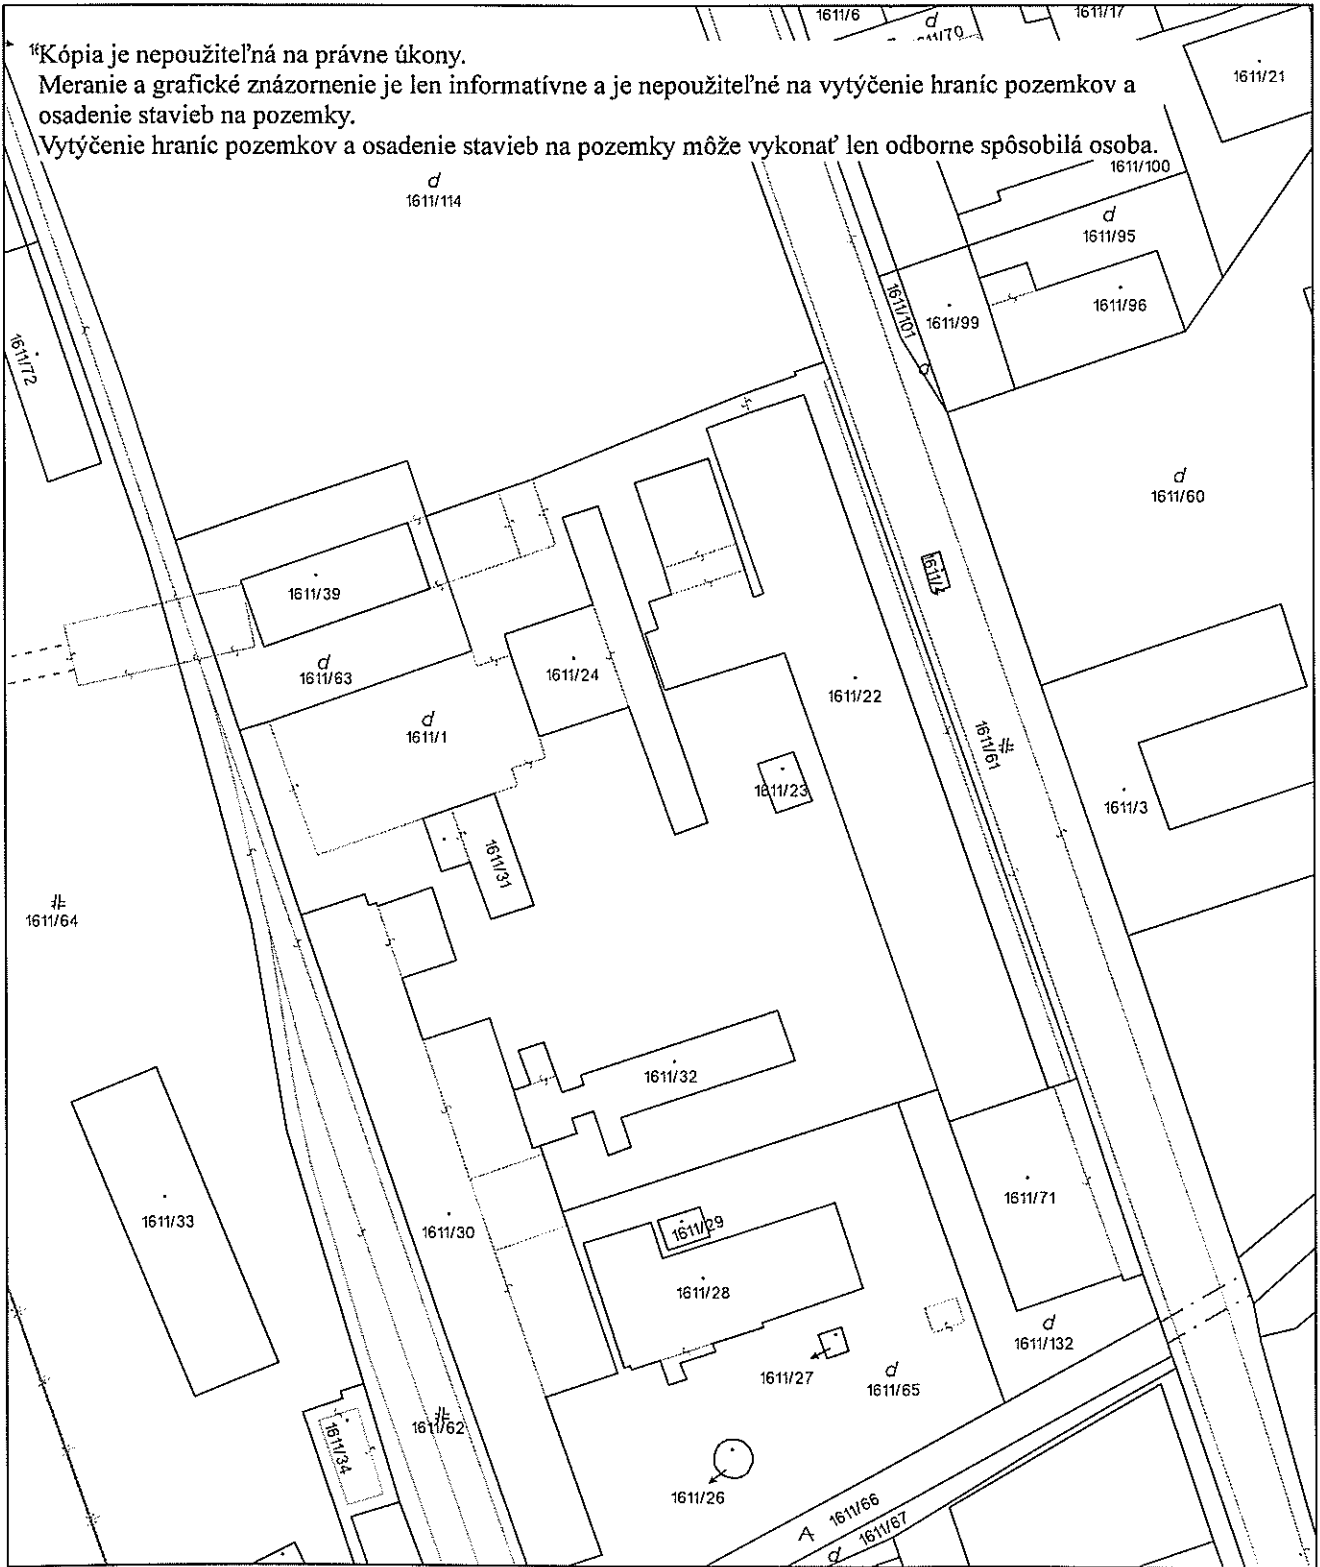 Kópia je nepoužiteľná na právne úkony.
Meranie a grafické znázornenie je len informatívne a je nepoužiteľné na vytýčenie hraníc pozemkov a
osadenie stavieb na pozemky.
Vytýčenie hraníc pozemkov a osadenie stavieb na pozemky môže vykonať len odborne spôsobilá osoba.
1611/6
d
1611/17
1611/21
d
1611/114
1611/100
d
1611/95
1611/101
1611/99
1611/96
1611/72
d
d
1611/60
1611/39
d
1611/63
1611/24
1611/22
d
1611/1
1611/61
1611/23
1611/3
1611/31
1611/64
1611/32
1611/33
1611/30
1611/71
1611/29
1611/28
d
1611/132
1611/27
d
1611/65
1611/62
1611/34
1611/26
1611/66
d
1611/67